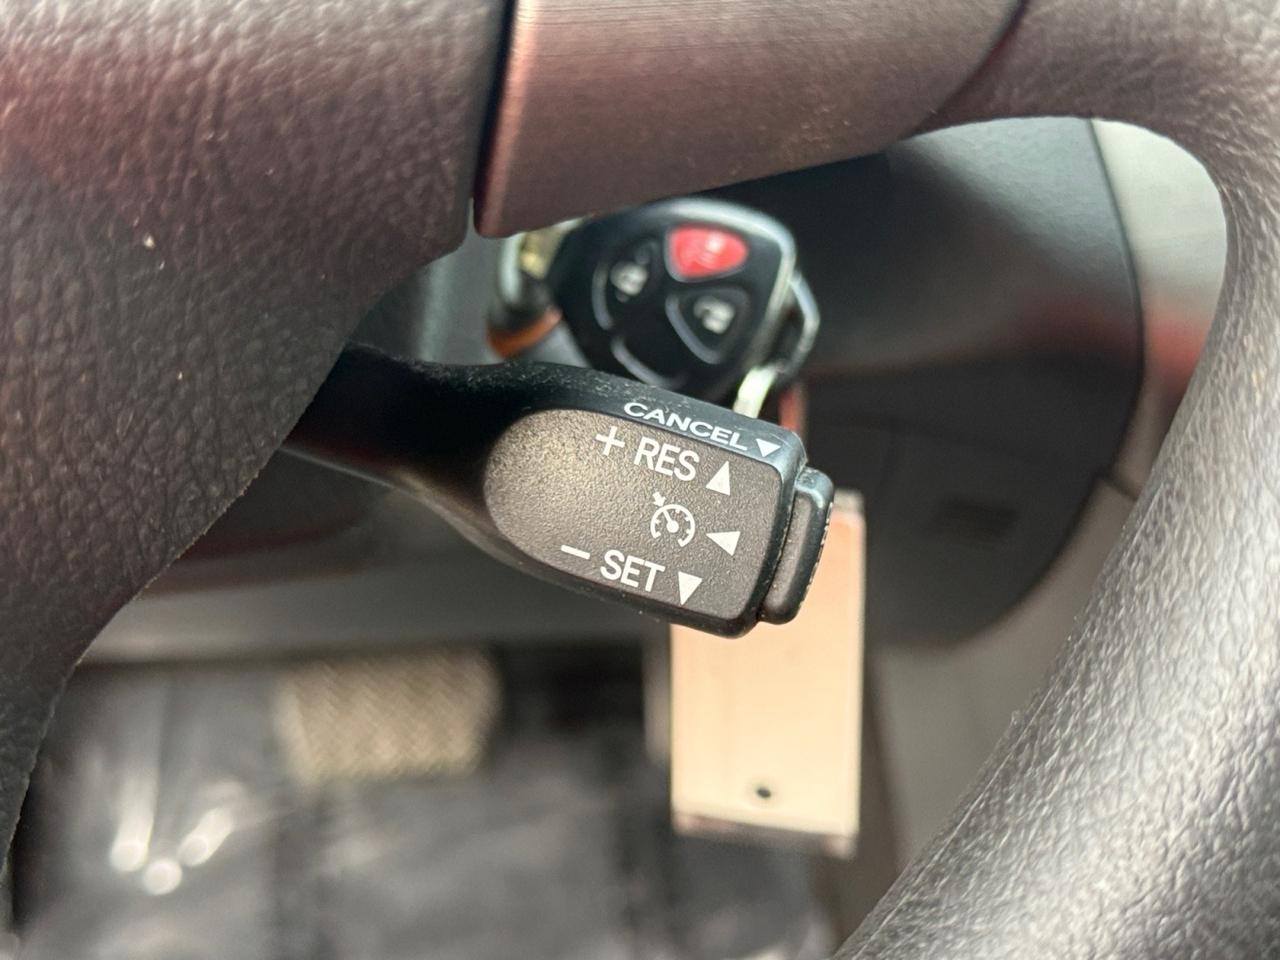 CANCEL ▼
+ RES ▲
◀
− SET ▼